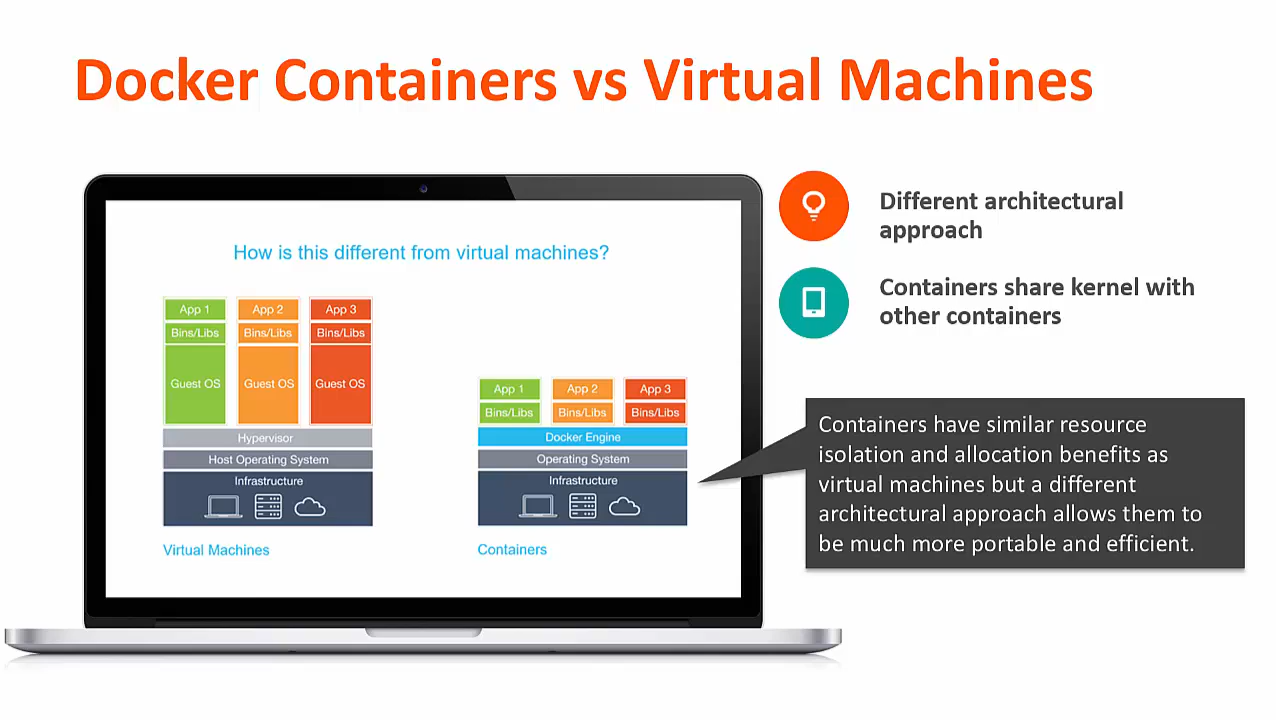 Docker Containers vs Virtual Machines
How is this different from virtual machines?
App 1 App 2 App 3
Bins/Libs Bins/Libs Bins/Libs
Guest OS Guest OS Guest OS
Hypervisor
Host Operating System
Infrastructure
Virtual Machines
App 1 App 2 App 3
Bins/Libs Bins/Libs Bins/Libs
Docker Engine
Operating System
Infrastructure
Containers
Different architectural
approach
Containers share kernel with
other containers
Containers have similar resource
isolation and allocation benefits as
virtual machines but a different
architectural approach allows them to
be much more portable and efficient.